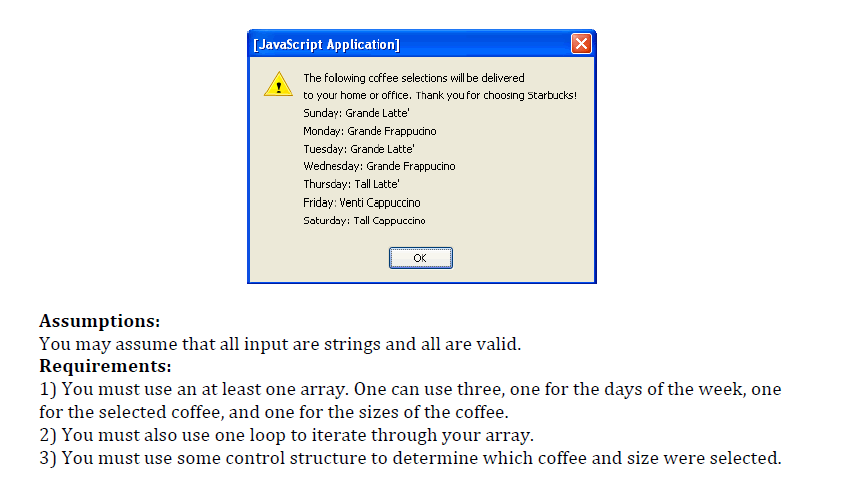 [JavaScript Application]
The following coffee selections will be delivered
to your home or office. Thank you for choosing Starbucks!
Sunday: Grande Latte'
Monday: Grande Frappucino
Tuesday: Grande Latte'
Wednesday: Grande Frappucino
Thursday: Tall Latte'
Friday: Venti Cappuccino
Saturday: Tall Cappuccino
OK
Assumptions:
You may assume that all input are strings and all are valid.
Requirements:
1) You must use an at least one array. One can use three, one for the days of the week, one
for the selected coffee, and one for the sizes of the coffee.
2) You must also use one loop to iterate through your array.
3) You must use some control structure to determine which coffee and size were selected.